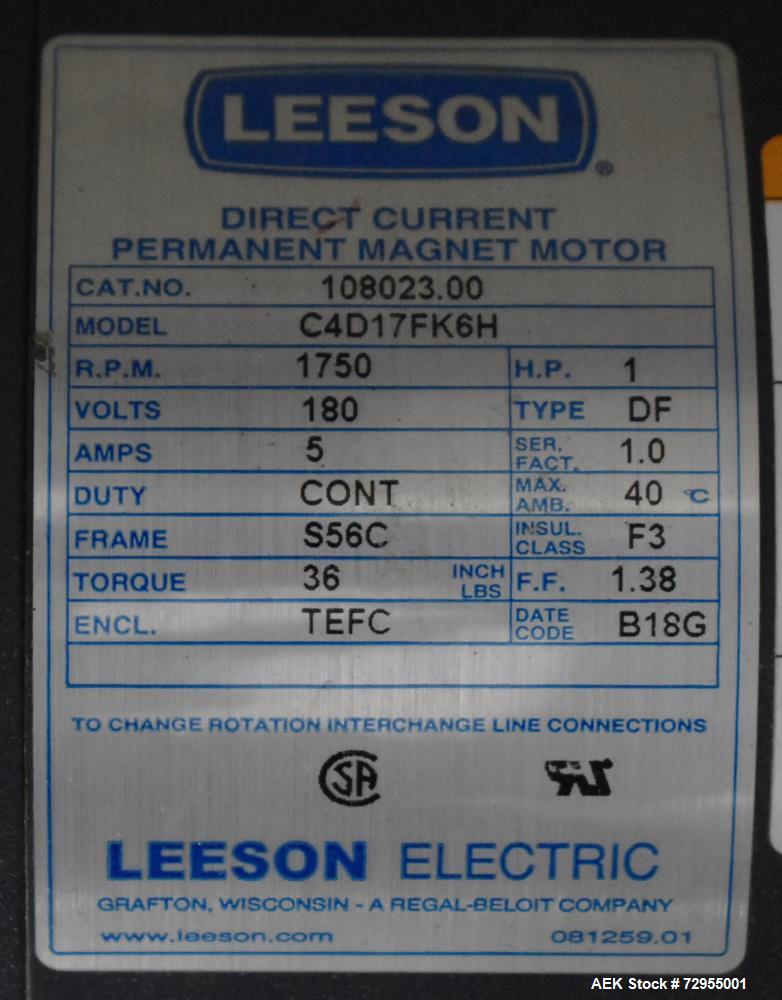 LEESON
®
DIRECT CURRENT
PERMANENT MAGNET MOTOR
CAT.NO. 108023.00
MODEL C4D17FK6H
R.P.M. 1750 H.P. 1
VOLTS 180 TYPE DF
AMPS 5 SER. FACT. 1.0
DUTY CONT MAX. AMB. 40 °C
FRAME S56C INSUL. CLASS F3
TORQUE 36 INCH LBS F.F. 1.38
ENCL. TEFC DATE CODE B18G
TO CHANGE ROTATION INTERCHANGE LINE CONNECTIONS
LEESON ELECTRIC
GRAFTON, WISCONSIN - A REGAL-BELOIT COMPANY
www.leeson.com 081259.01
AEK Stock # 72955001